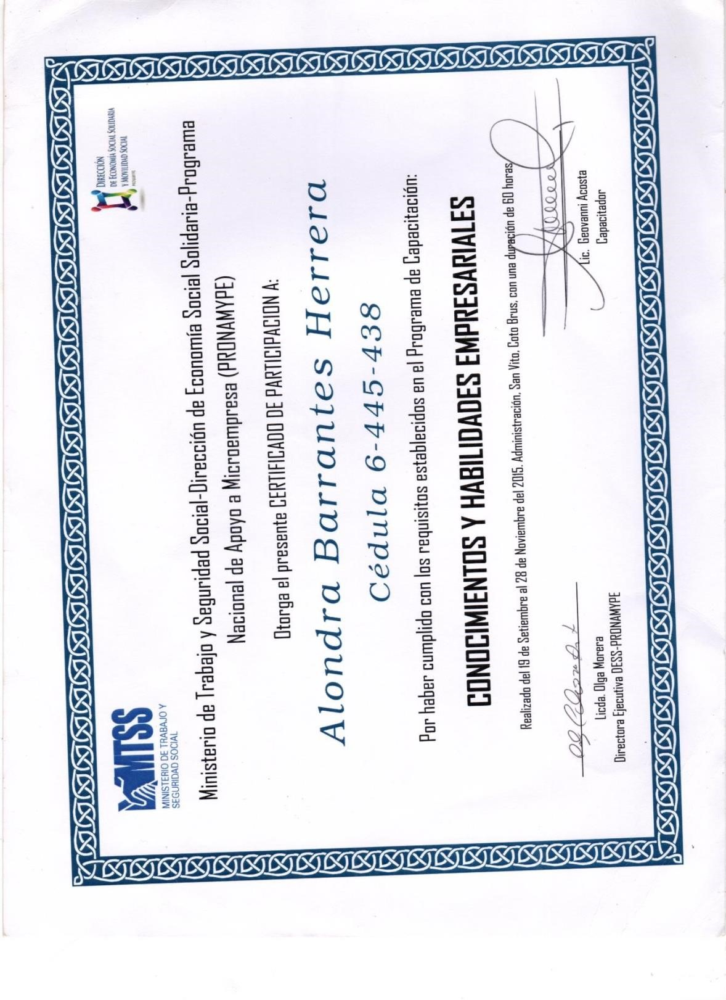 MTSS
MINISTERIO DE TRABAJO Y
SEGURIDAD SOCIAL
DIRECCIÓN
DE ECONOMÍA SOCIAL SOLIDARIA
Y MOVILIDAD SOCIAL
Ministerio de Trabajo y Seguridad Social-Dirección de Economía Social Solidaria-Programa
Nacional de Apoyo a Microempresa (PRONAMYPE)
Otorga el presente CERTIFICADO DE PARTICIPACION A:
Alondra Barrantes Herrera
Cédula 6-445-438
Por haber cumplido con los requisitos establecidos en el Programa de Capacitación:
CONOCIMIENTOS Y HABILIDADES EMPRESARIALES
Realizado del 19 de Setiembre al 28 de Noviembre del 2015. Administración, San Vito, Coto Brus, con una duración de 60 horas
Licda. Olga Morera
Directora Ejecutiva DESS-PRONAMYPE
Lic. Geovanni Acosta
Capacitador